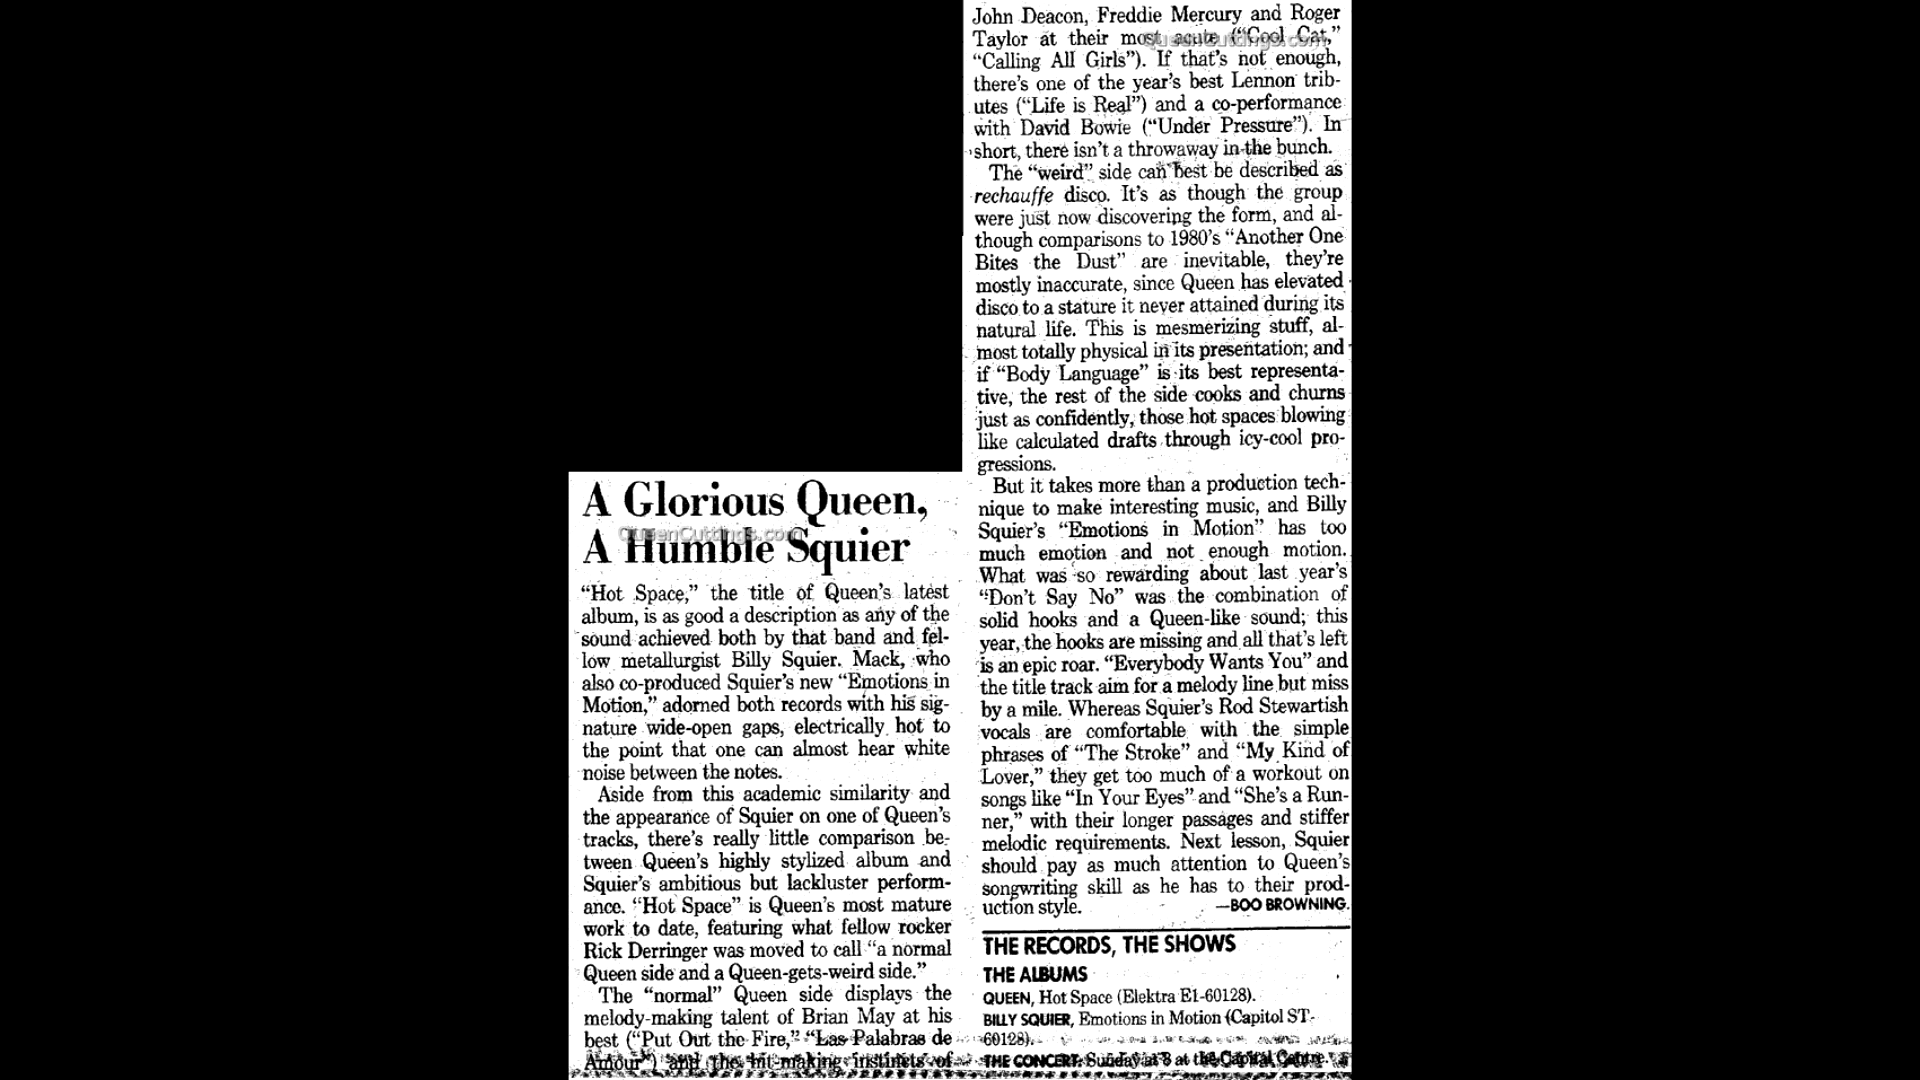 A Glorious Queen,
QueenCuttings.com
A Humble Squier
“Hot Space,” the title of Queen’s latest
album, is as good a description as any of the
sound achieved both by that band and fel-
low metallurgist Billy Squier. Mack, who
also co-produced Squier’s new “Emotions in
Motion,” adorned both records with his sig-
nature wide-open gaps, electrically hot to
the point that one can almost hear white
noise between the notes.
Aside from this academic similarity and
the appearance of Squier on one of Queen’s
tracks, there’s really little comparison be-
tween Queen’s highly stylized album and
Squier’s ambitious but lackluster perform-
ance. “Hot Space” is Queen’s most mature
work to date, featuring what fellow rocker
Rick Derringer was moved to call “a normal
Queen side and a Queen-gets-weird side.”
The “normal” Queen side displays the
melody-making talent of Brian May at his
best (“Put Out the Fire,” “Las Palabras de
Amour”) and the hit-making instincts of
John Deacon, Freddie Mercury and Roger
Taylor at their most acute (“Cool Cat,”
QueenCuttings.com
“Calling All Girls”). If that’s not enough,
there’s one of the year’s best Lennon trib-
utes (“Life is Real”) and a co-performance
with David Bowie (“Under Pressure”). In
short, there isn’t a throwaway in the bunch.
The “weird” side can best be described as
rechauffe disco. It’s as though the group
were just now discovering the form, and al-
though comparisons to 1980’s “Another One
Bites the Dust” are inevitable, they’re
mostly inaccurate, since Queen has elevated
disco to a stature it never attained during its
natural life. This is mesmerizing stuff, al-
most totally physical in its presentation; and
if “Body Language” is its best representa-
tive, the rest of the side cooks and churns
just as confidently, those hot spaces blowing
like calculated drafts through icy-cool pro-
gressions.
But it takes more than a production tech-
nique to make interesting music, and Billy
Squier’s “Emotions in Motion” has too
much emotion and not enough motion.
What was so rewarding about last year’s
“Don’t Say No” was the combination of
solid hooks and a Queen-like sound; this
year, the hooks are missing and all that’s left
is an epic roar. “Everybody Wants You” and
the title track aim for a melody line but miss
by a mile. Whereas Squier’s Rod Stewartish
vocals are comfortable with the simple
phrases of “The Stroke” and “My Kind of
Lover,” they get too much of a workout on
songs like “In Your Eyes” and “She’s a Run-
ner,” with their longer passages and stiffer
melodic requirements. Next lesson, Squier
should pay as much attention to Queen’s
songwriting skill as he has to their prod-
uction style. —BOO BROWNING.
THE RECORDS, THE SHOWS
THE ALBUMS
QUEEN, Hot Space (Elektra E1-60128).
BILLY SQUIER, Emotions in Motion (Capitol ST-
60128).
THE CONCERT: Sunday at 8 at the Capital Centre.